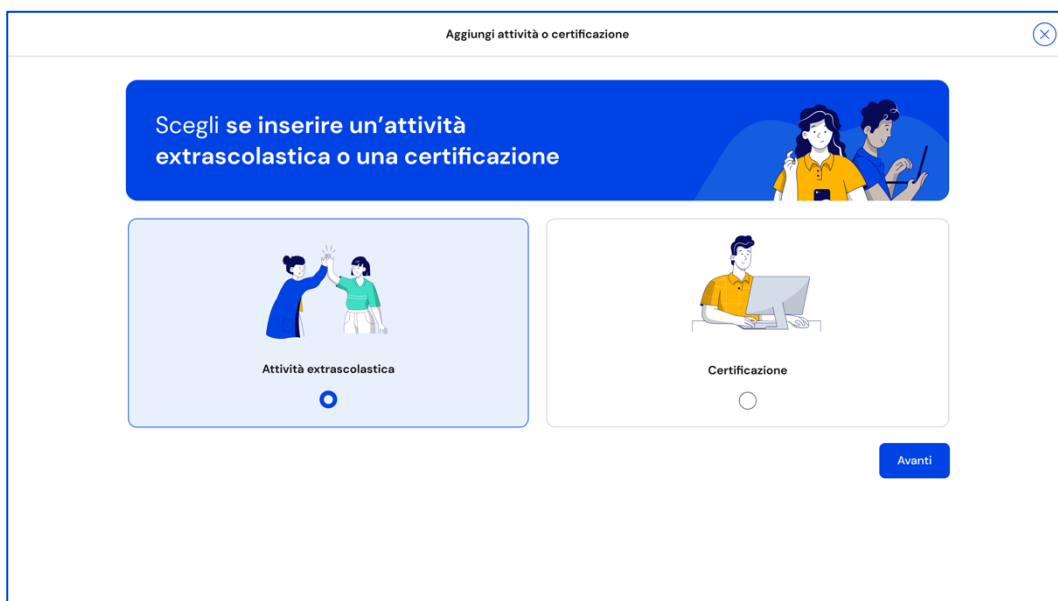 Aggiungi attività o certificazione
Scegli se inserire un’attività
extrascolastica o una certificazione
Attività extrascolastica
Certificazione
Avanti